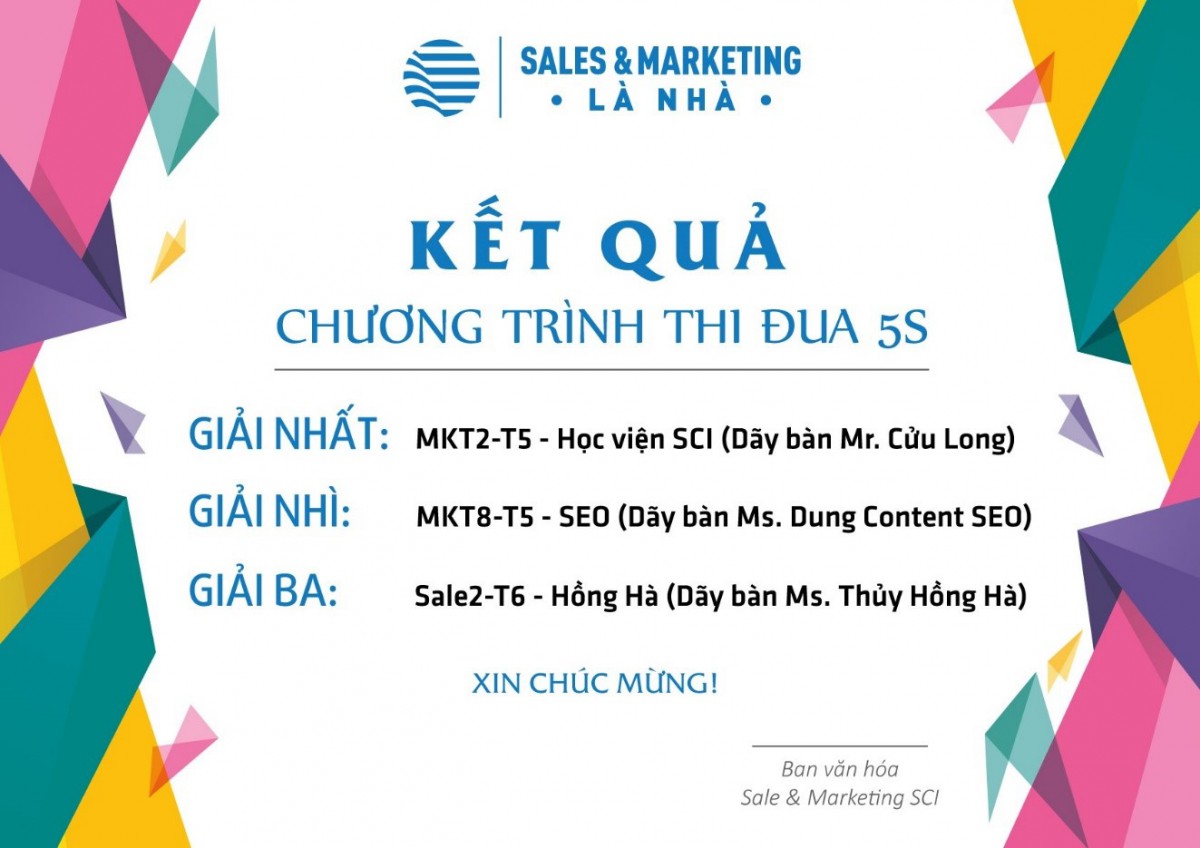 SALES & MARKETING
• LÀ NHÀ •
KẾT QUẢ
CHƯƠNG TRÌNH THI ĐUA 5S
GIẢI NHẤT: MKT2-T5 - Học viện SCI (Dãy bàn Mr. Cửu Long)
GIẢI NHÌ: MKT8-T5 - SEO (Dãy bàn Ms. Dung Content SEO)
GIẢI BA: Sale2-T6 - Hồng Hà (Dãy bàn Ms. Thủy Hồng Hà)
XIN CHÚC MỪNG!
Ban văn hóa
Sale & Marketing SCI